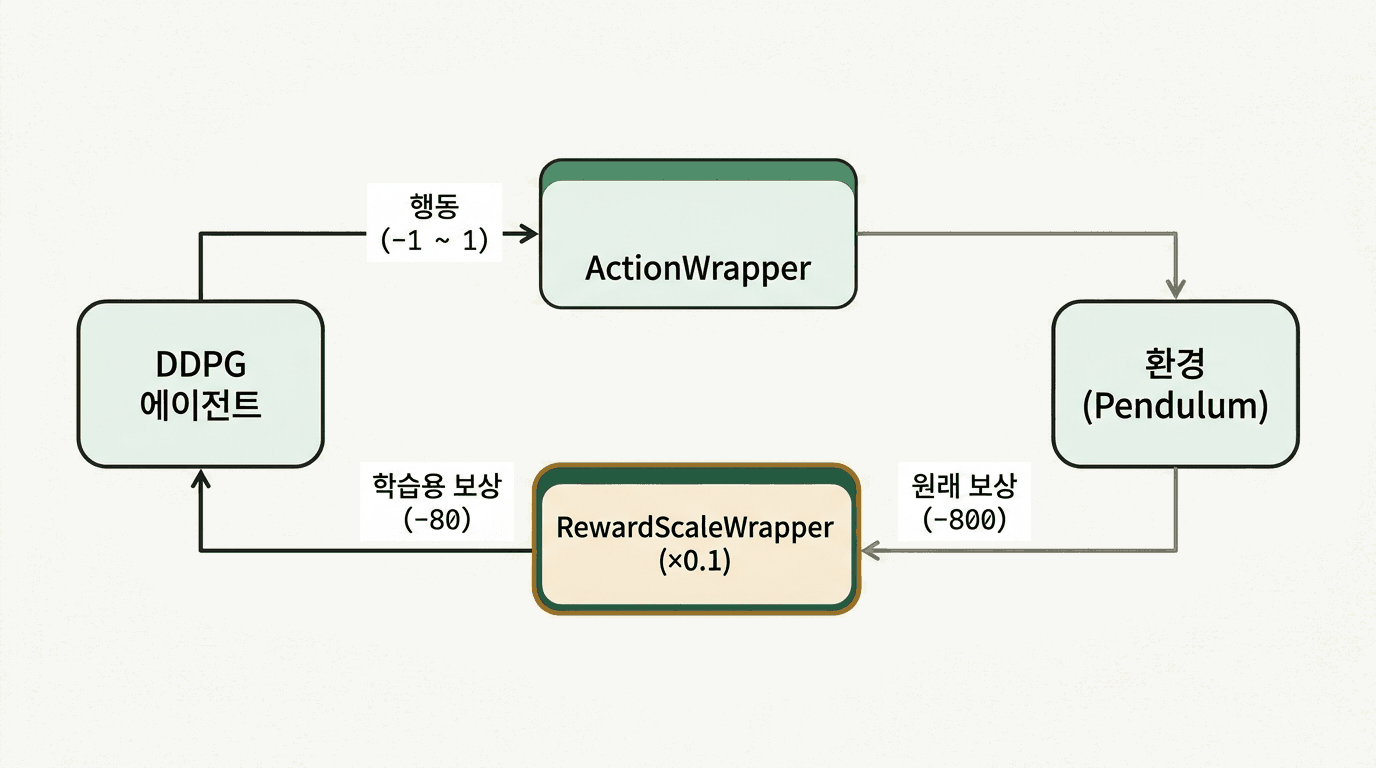 행동
(-1 ~ 1)
ActionWrapper
DDPG
에이전트
환경
(Pendulum)
학습용 보상
(-80)
RewardScaleWrapper
(×0.1)
원래 보상
(-800)